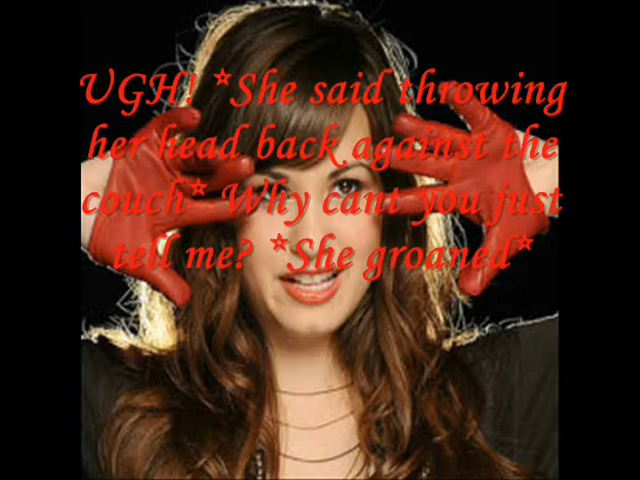 UGH! *She said throwing
her head back against the
couch* Why cant you just
tell me? *She groaned*